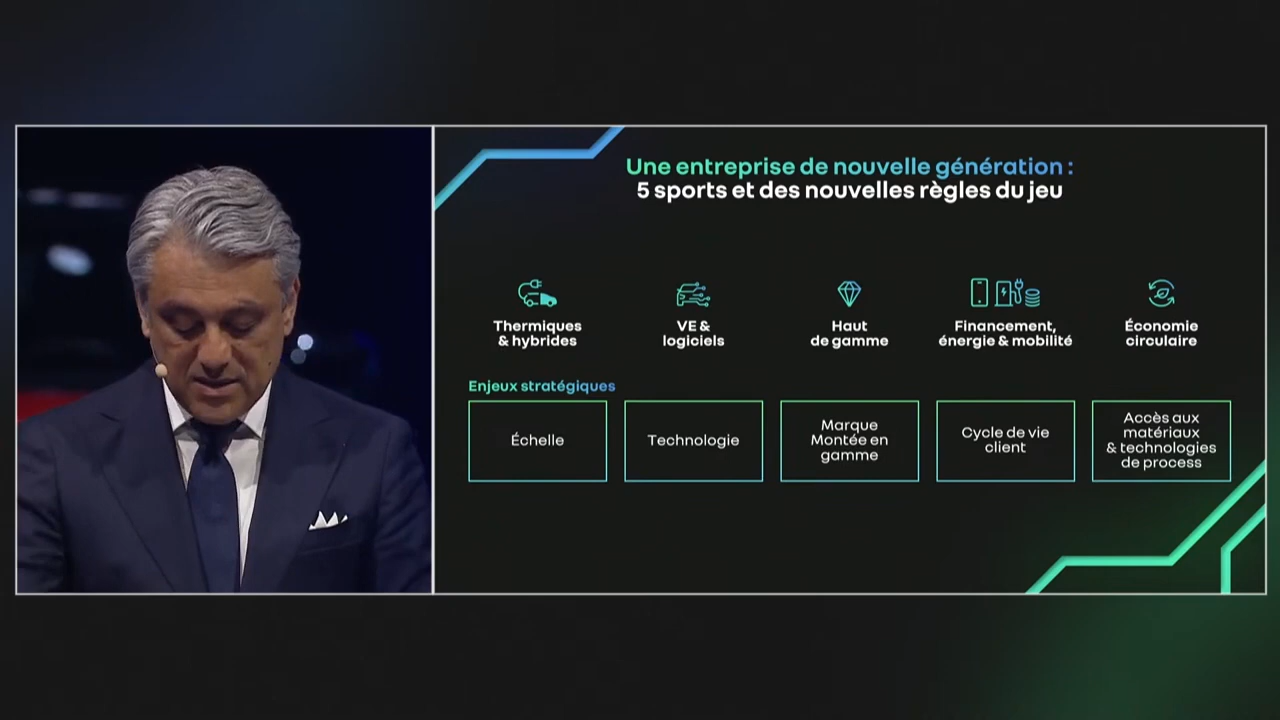 Une entreprise de nouvelle génération :
5 sports et des nouvelles règles du jeu
Thermiques
& hybrides
VE &
logiciels
Haut
de gamme
Financement,
énergie & mobilité
Économie
circulaire
Enjeux stratégiques
Échelle
Technologie
Marque
Montée en
gamme
Cycle de vie
client
Accès aux
matériaux
& technologies
de process